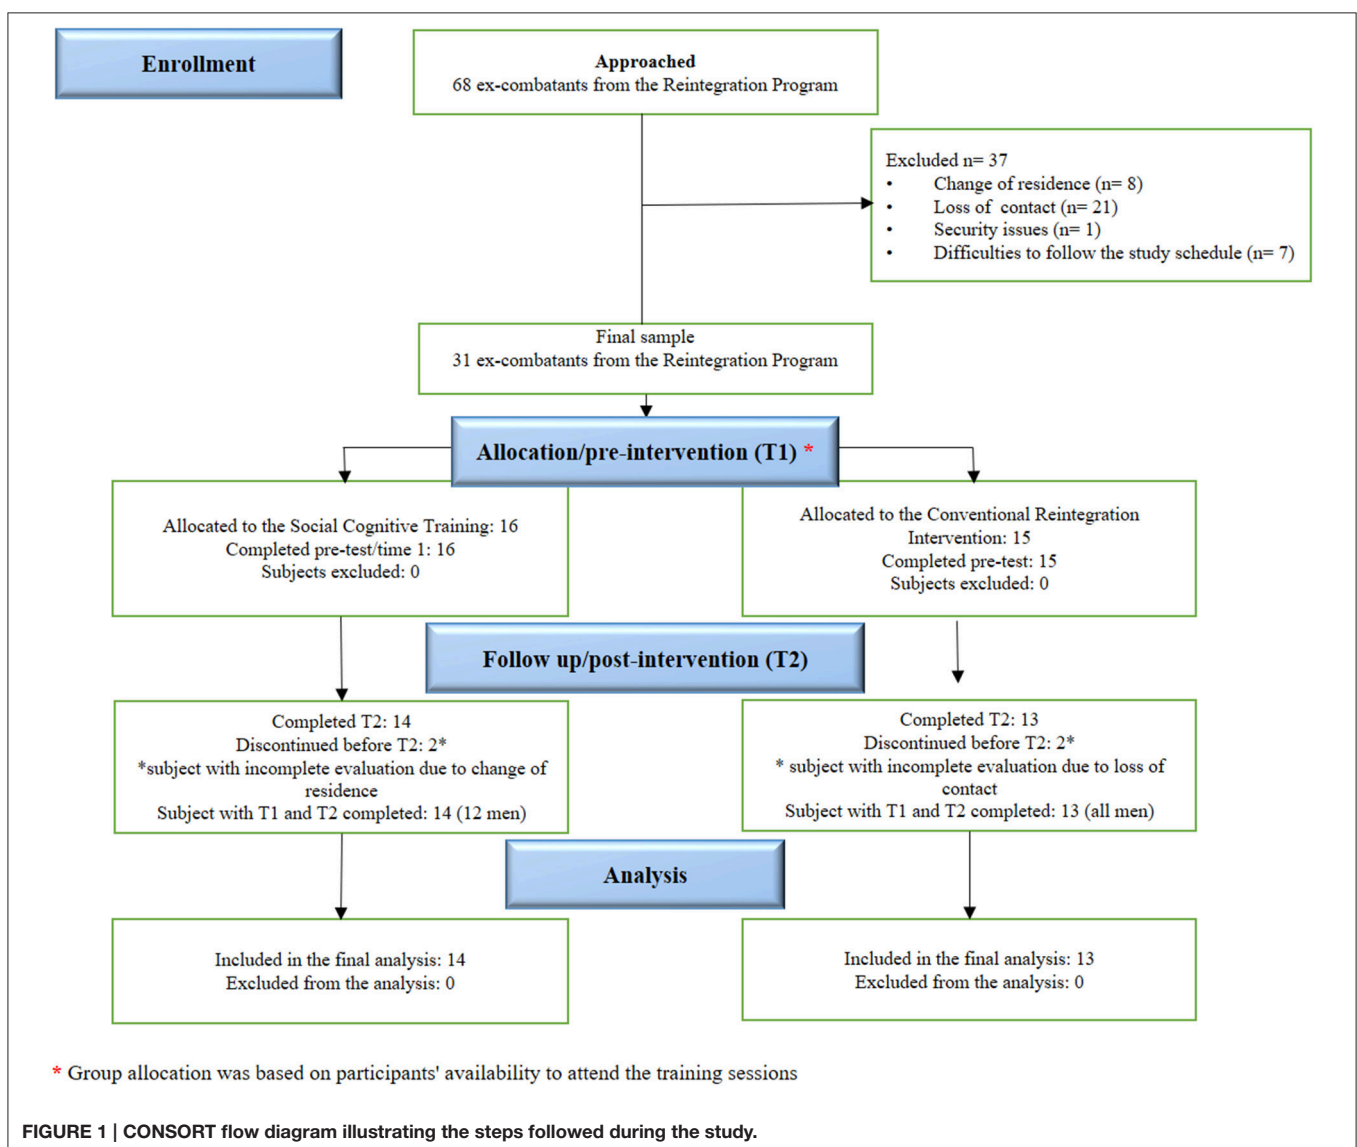 Enrollment
Approached
68 ex-combatants from the Reintegration Program
Excluded n= 37
• Change of residence (n= 8)
• Loss of contact (n= 21)
• Security issues (n= 1)
• Difficulties to follow the study schedule (n= 7)
Final sample
31 ex-combatants from the Reintegration Program
Allocation/pre-intervention (T1) *
Allocated to the Social Cognitive Training: 16
Completed pre-test/time 1: 16
Subjects excluded: 0
Allocated to the Conventional Reintegration
Intervention: 15
Completed pre-test: 15
Subjects excluded: 0
Follow up/post-intervention (T2)
Completed T2: 14
Discontinued before T2: 2*
*subject with incomplete evaluation due to change of
residence
Subject with T1 and T2 completed: 14 (12 men)
Completed T2: 13
Discontinued before T2: 2*
* subject with incomplete evaluation due to loss of
contact
Subject with T1 and T2 completed: 13 (all men)
Analysis
Included in the final analysis: 14
Excluded from the analysis: 0
Included in the final analysis: 13
Excluded from the analysis: 0
* Group allocation was based on participants' availability to attend the training sessions
FIGURE 1 | CONSORT flow diagram illustrating the steps followed during the study.